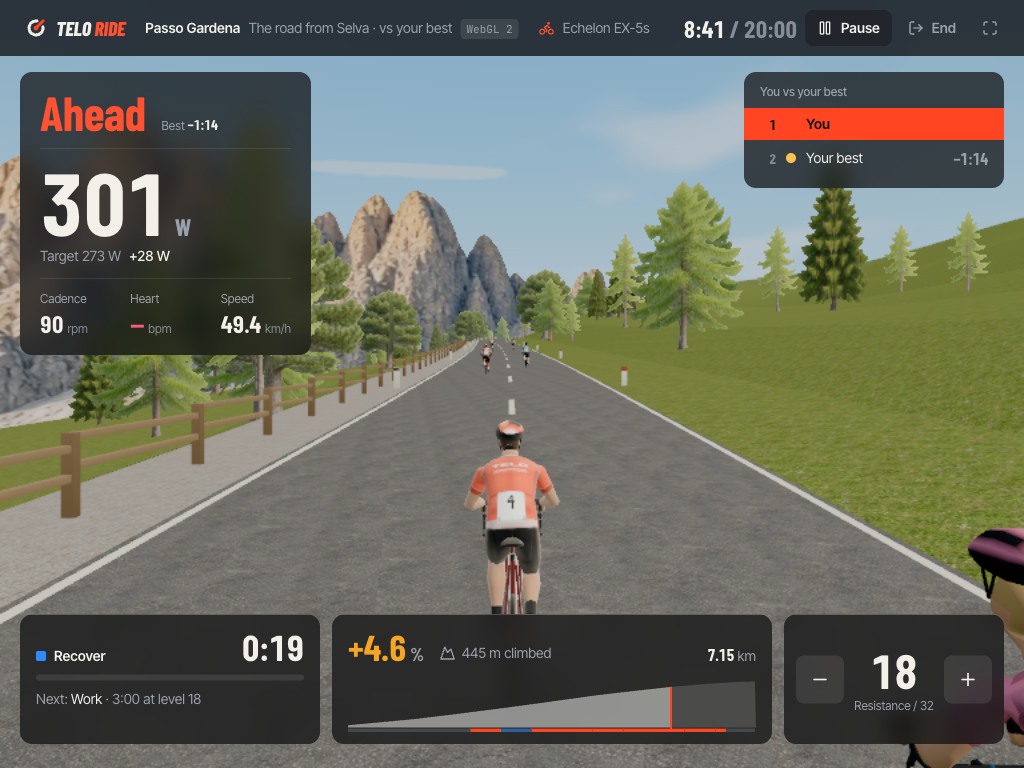 TELO RIDE Passo Gardena The road from Selva · vs your best WebGL 2 Echelon EX-5s 8:41 / 20:00 Pause End
Ahead Best −1:14
301 W
Target 273 W +28 W
Cadence Heart Speed
90 rpm – bpm 49.4 km/h
You vs your best
1 You
2 Your best −1:14
TELO
4
Recover 0:19
Next: Work · 3:00 at level 18
+4.6 % 445 m climbed 7.15 km
− 18 +
Resistance / 32